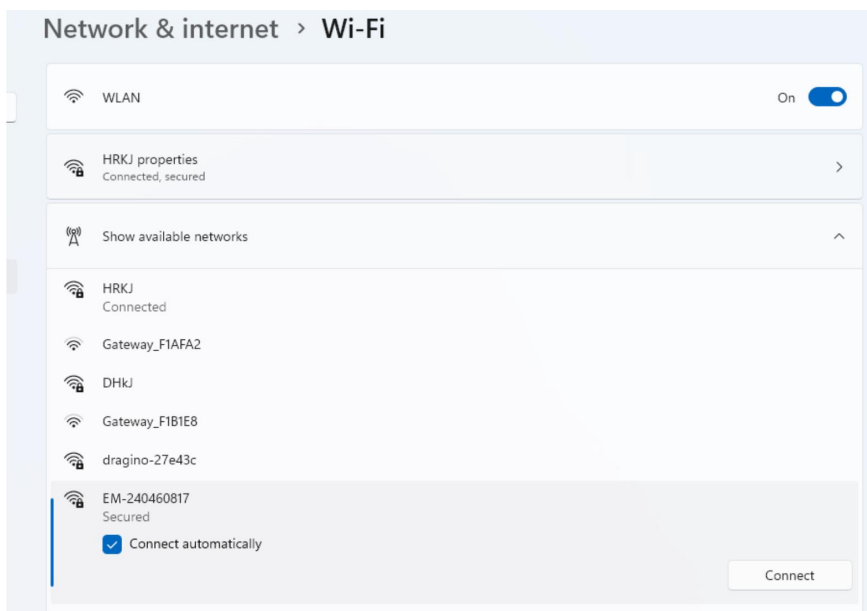 Network & internet > Wi-Fi
WLAN
On
HRKJ properties
Connected, secured
Show available networks
HRKJ
Connected
Gateway_F1AFA2
DHkJ
Gateway_F1B1E8
dragino-27e43c
EM-240460817
Secured
Connect automatically
Connect